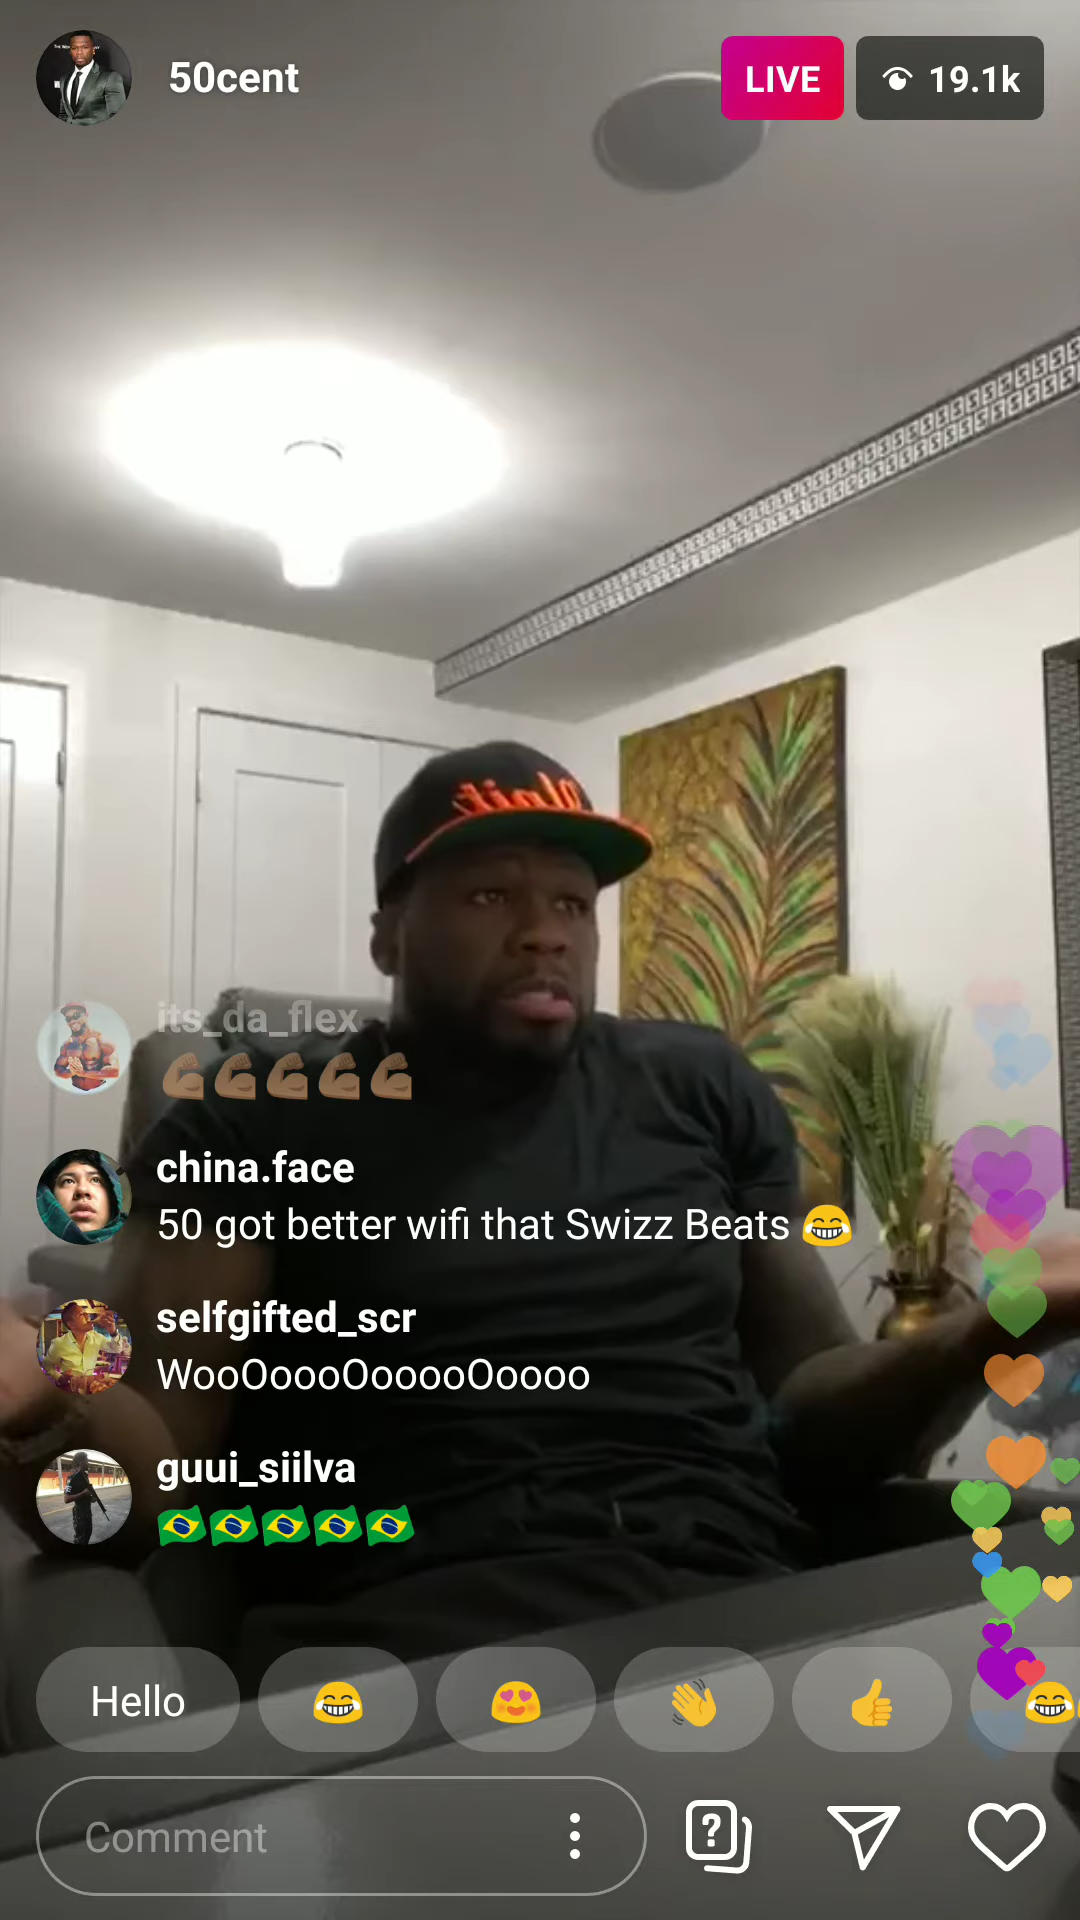 50cent
LIVE
19.1k
its_da_flex
💪🏽💪🏽💪🏽💪🏽💪🏽
china.face
50 got better wifi that Swizz Beats 😂
selfgifted_scr
WooOoooOooooOoooo
guui_siilva
🇧🇷🇧🇷🇧🇷🇧🇷🇧🇷
Hello 😂 😍 👋 👍 😂
Comment